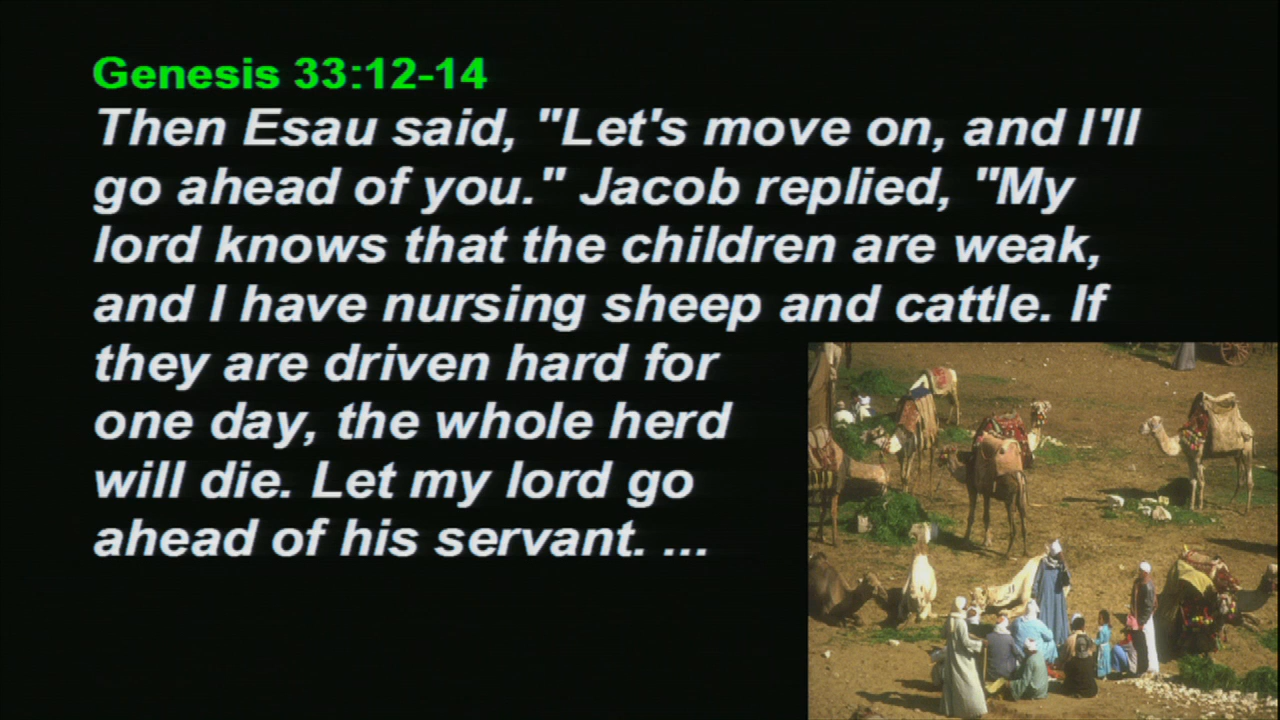 Genesis 33:12-14
Then Esau said, "Let's move on, and I'll
go ahead of you." Jacob replied, "My
lord knows that the children are weak,
and I have nursing sheep and cattle. If
they are driven hard for
one day, the whole herd
will die. Let my lord go
ahead of his servant. ...